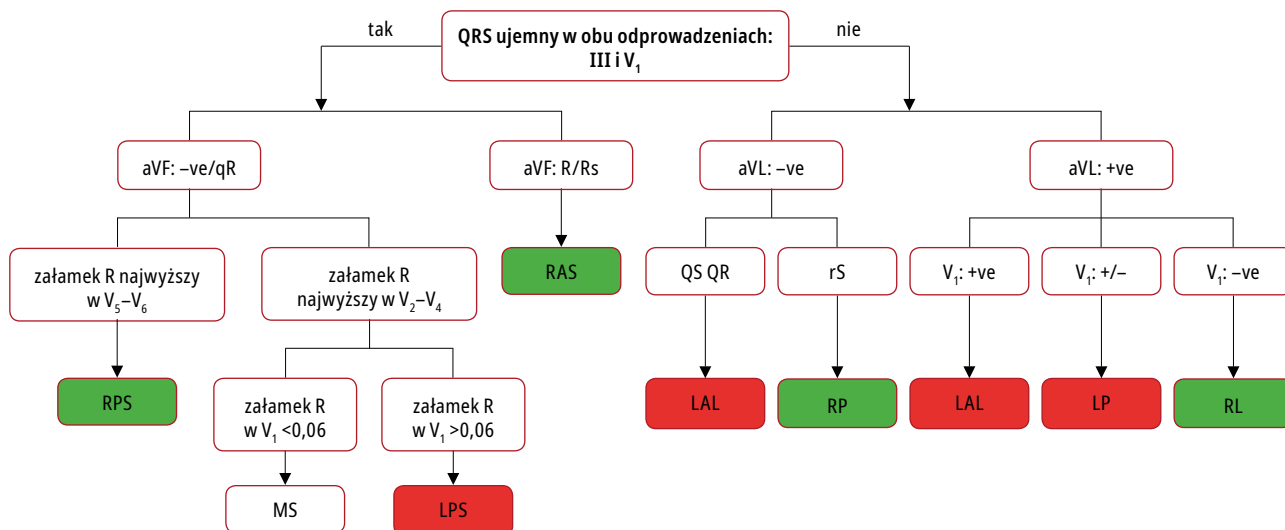 QRS ujemny w obu odprowadzeniach:
III i V₁
tak
nie
aVF: –ve/qR
aVF: R/Rs
aVL: –ve
aVL: +ve
załamek R najwyższy
w V₅–V₆
załamek R
najwyższy w V₂–V₄
RAS
QS QR
rS
V₁: +ve
V₁: +/–
V₁: –ve
RPS
załamek R
w V₁ <0,06
załamek R
w V₁ >0,06
LAL
RP
LAL
LP
RL
MS
LPS